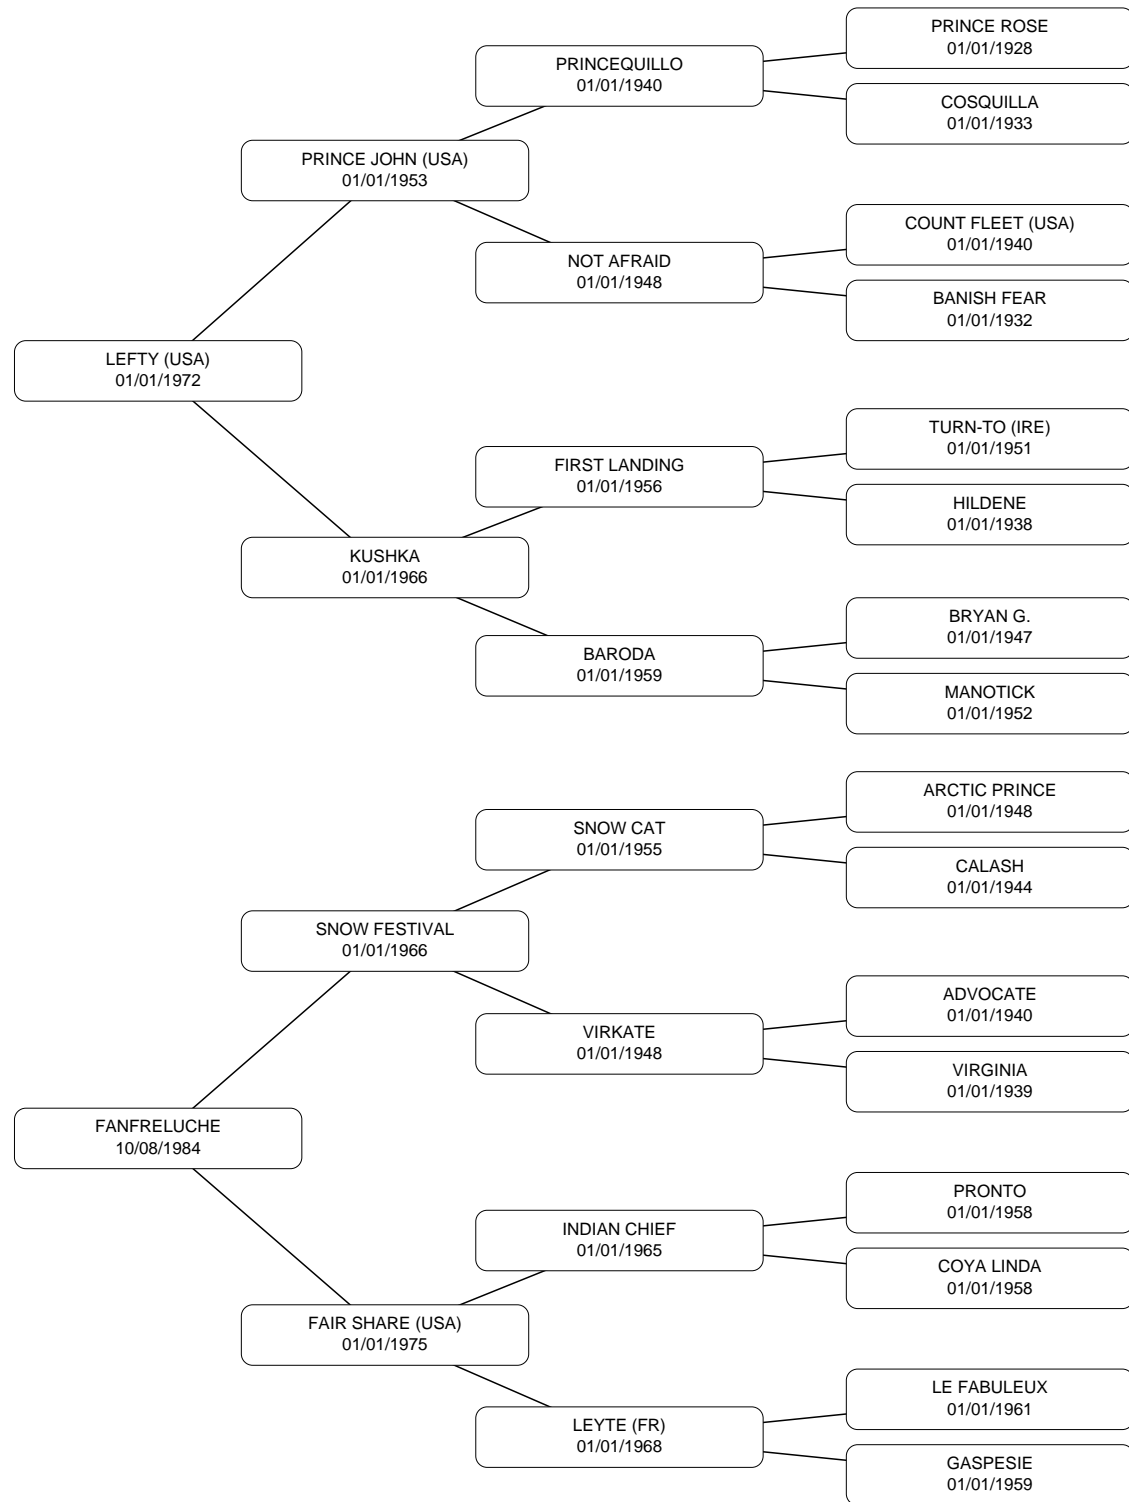 PRINCE ROSE
01/01/1928
PRINCEQUILLO
01/01/1940
COSQUILLA
01/01/1933
PRINCE JOHN (USA)
01/01/1953
COUNT FLEET (USA)
01/01/1940
NOT AFRAID
01/01/1948
BANISH FEAR
01/01/1932
LEFTY (USA)
01/01/1972
TURN-TO (IRE)
01/01/1951
FIRST LANDING
01/01/1956
HILDENE
01/01/1938
KUSHKA
01/01/1966
BRYAN G.
01/01/1947
BARODA
01/01/1959
MANOTICK
01/01/1952
ARCTIC PRINCE
01/01/1948
SNOW CAT
01/01/1955
CALASH
01/01/1944
SNOW FESTIVAL
01/01/1966
ADVOCATE
01/01/1940
VIRKATE
01/01/1948
VIRGINIA
01/01/1939
FANFRELUCHE
10/08/1984
PRONTO
01/01/1958
INDIAN CHIEF
01/01/1965
COYA LINDA
01/01/1958
FAIR SHARE (USA)
01/01/1975
LE FABULEUX
01/01/1961
LEYTE (FR)
01/01/1968
GASPESIE
01/01/1959